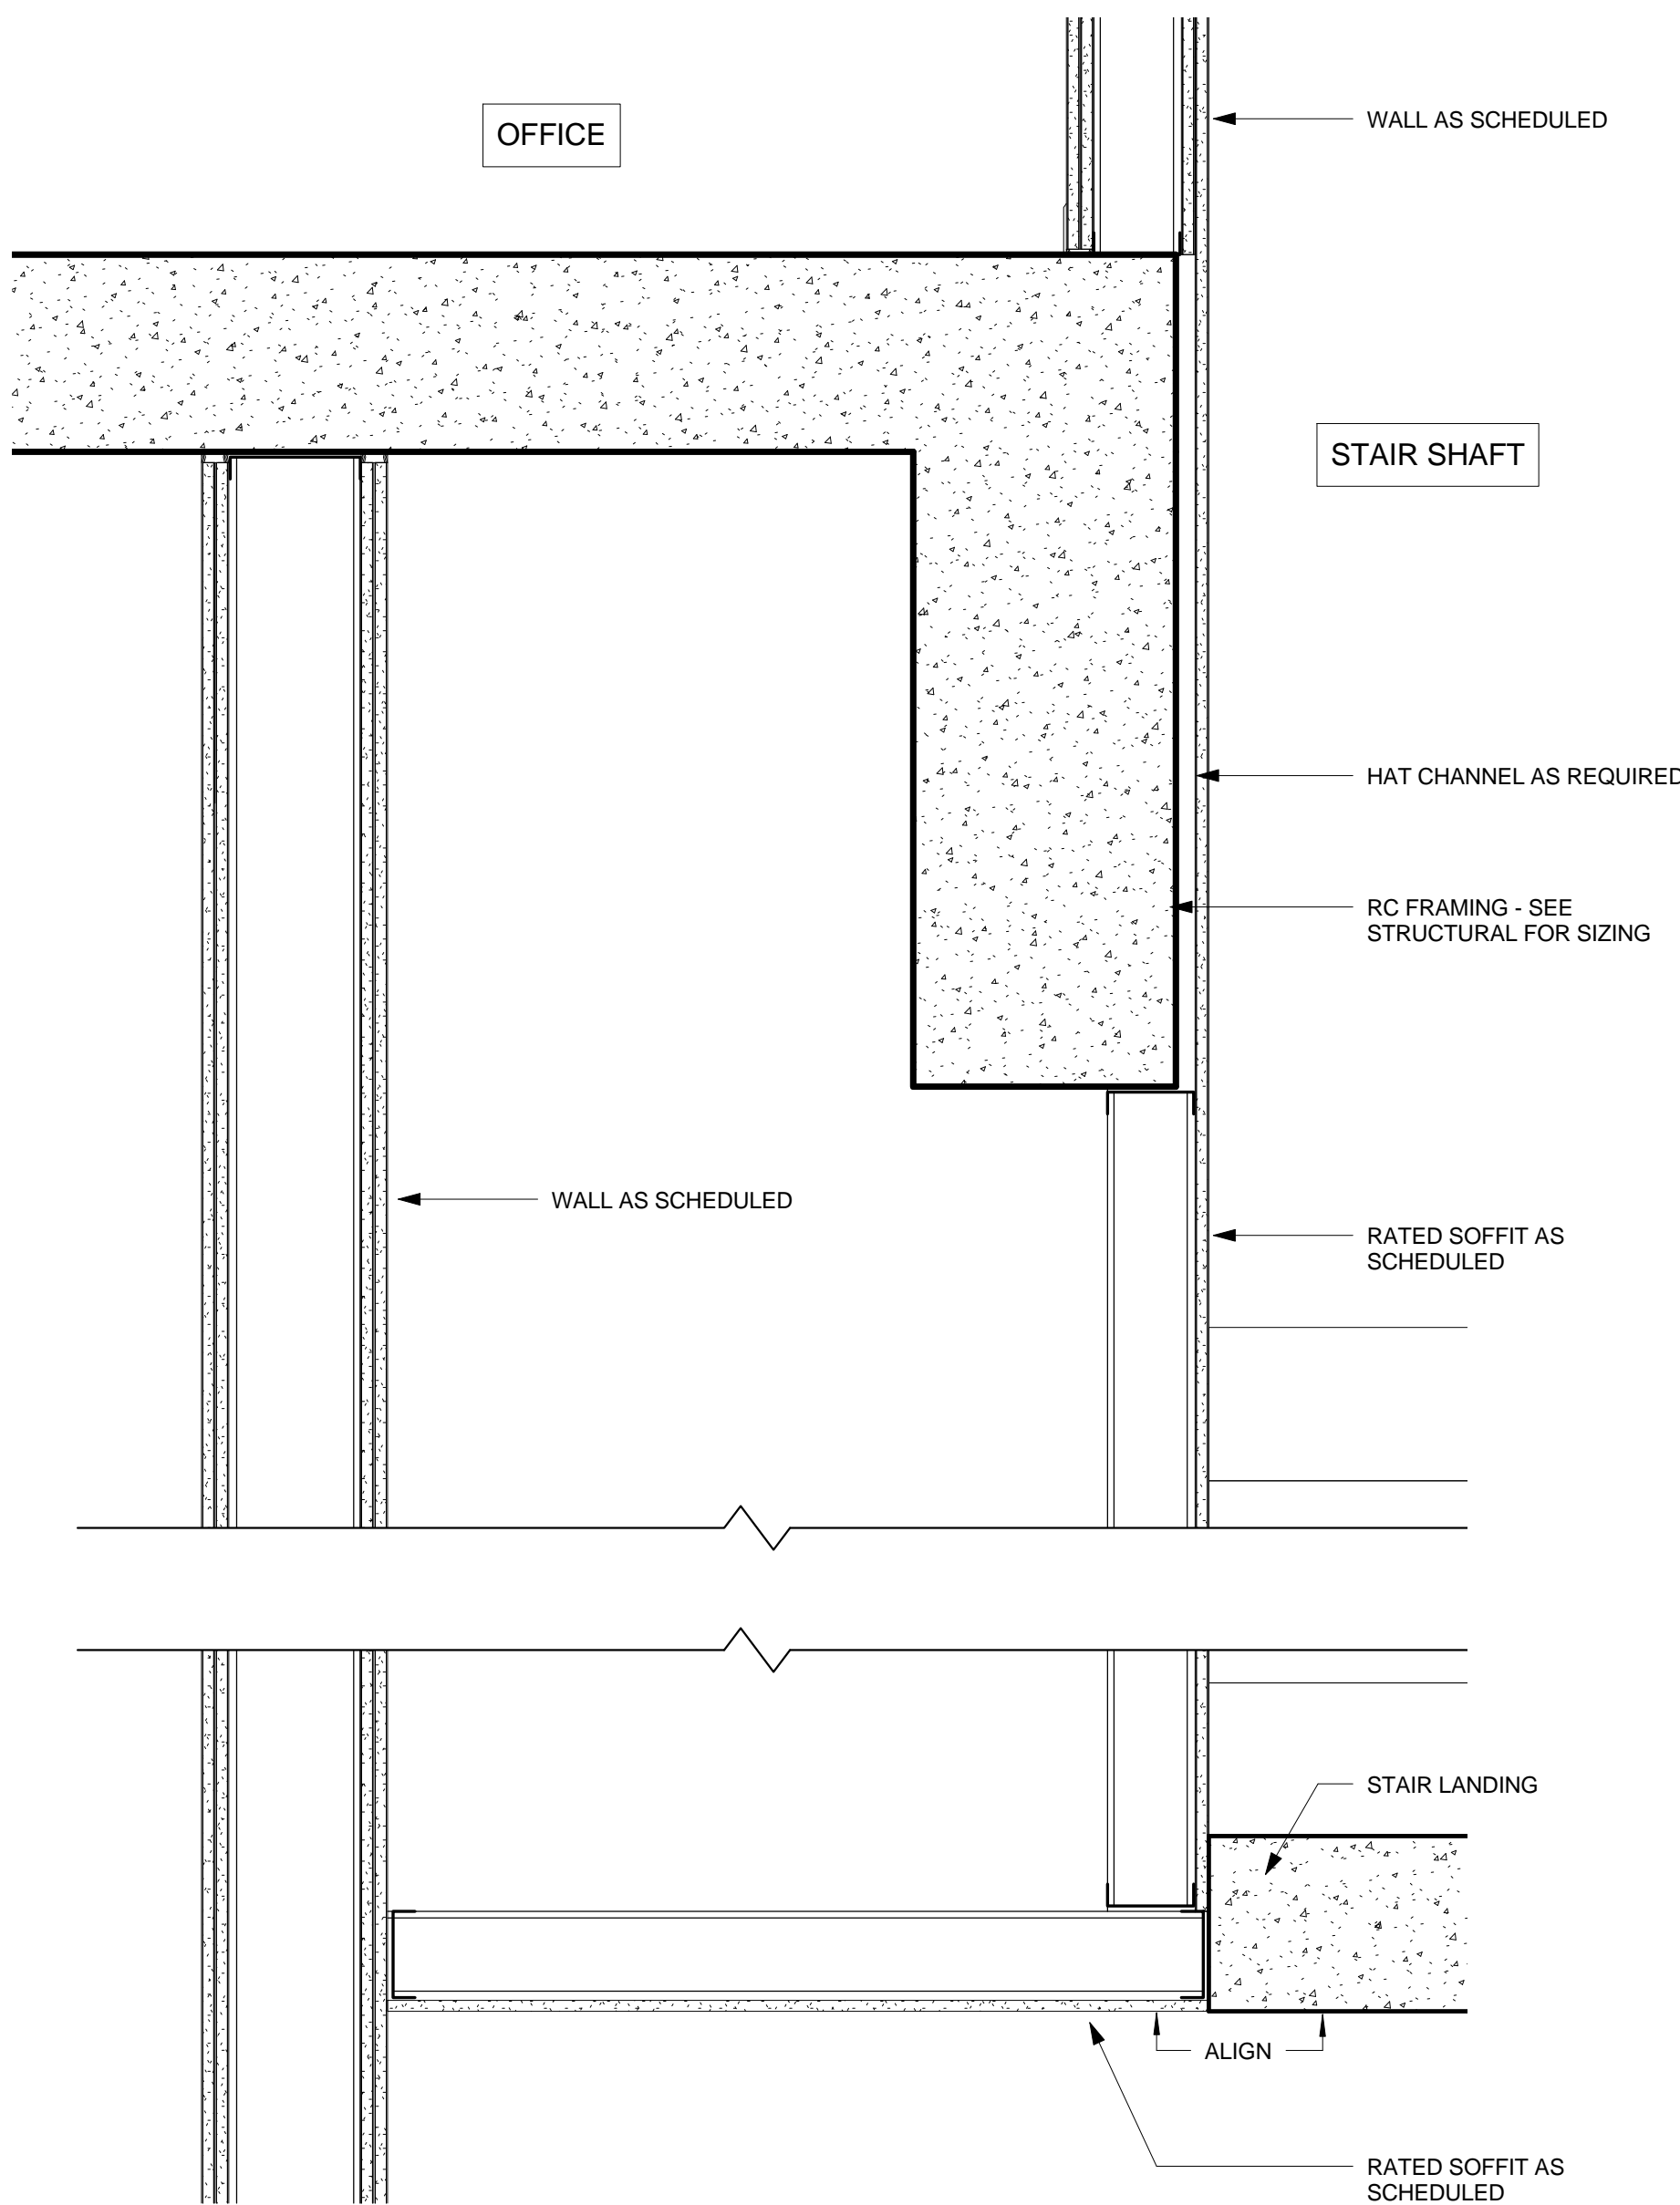 OFFICE
WALL AS SCHEDULED
STAIR SHAFT
HAT CHANNEL AS REQUIRED
RC FRAMING - SEE
STRUCTURAL FOR SIZING
WALL AS SCHEDULED
RATED SOFFIT AS
SCHEDULED
STAIR LANDING
ALIGN
RATED SOFFIT AS
SCHEDULED